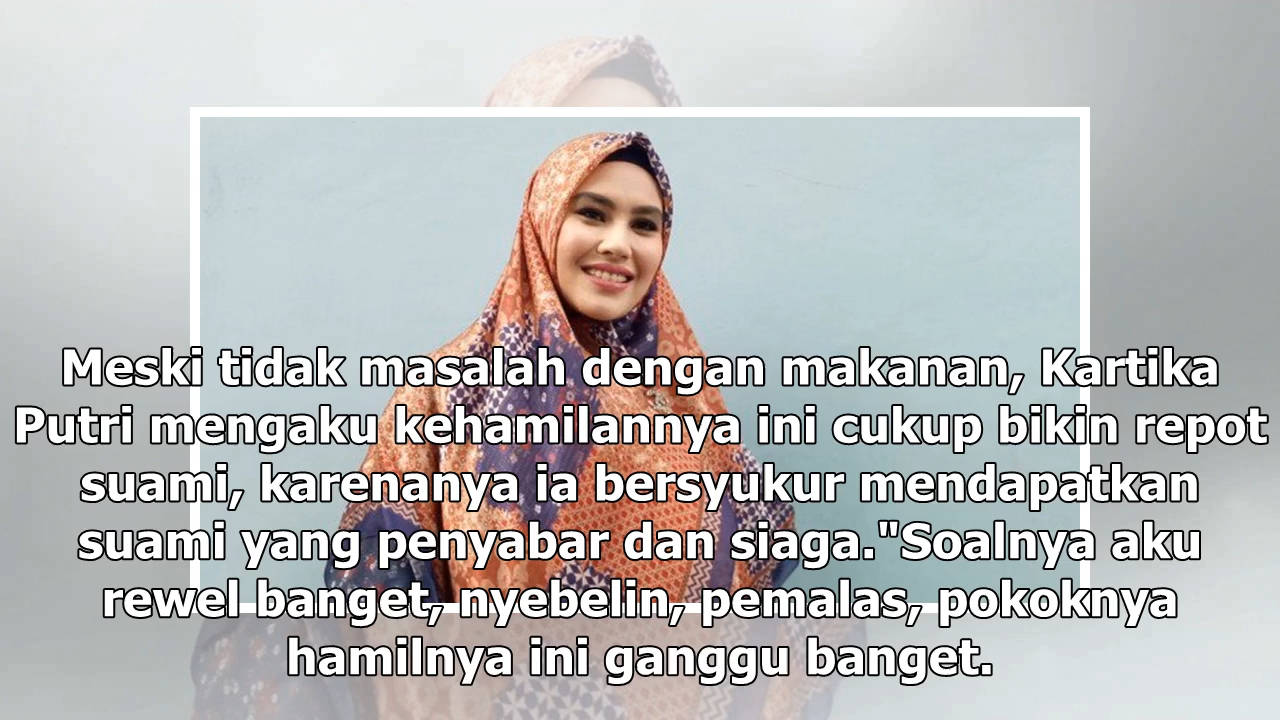 Meski tidak masalah dengan makanan, Kartika
Putri mengaku kehamilannya ini cukup bikin repot
suami, karenanya ia bersyukur mendapatkan
suami yang penyabar dan siaga."Soalnya aku
rewel banget, nyebelin, pemalas, pokoknya
hamilnya ini ganggu banget.